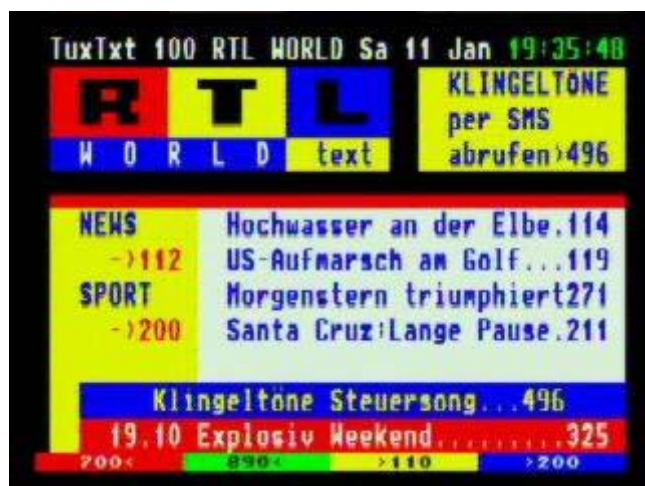 TuxTxt 100 RTL WORLD Sa 11 Jan 19:35:48
RTL
WORLD text
KLINGELTÖNE
per SMS
abrufen>496
NEWS Hochwasser an der Elbe.114
->112 US-Aufmarsch am Golf...119
SPORT Morgenstern triumphiert271
->200 Santa Cruz:Lange Pause.211
Klingeltöne Steuersong...496
19.10 Explosiv Weekend.........325
700< 890< >110 >200